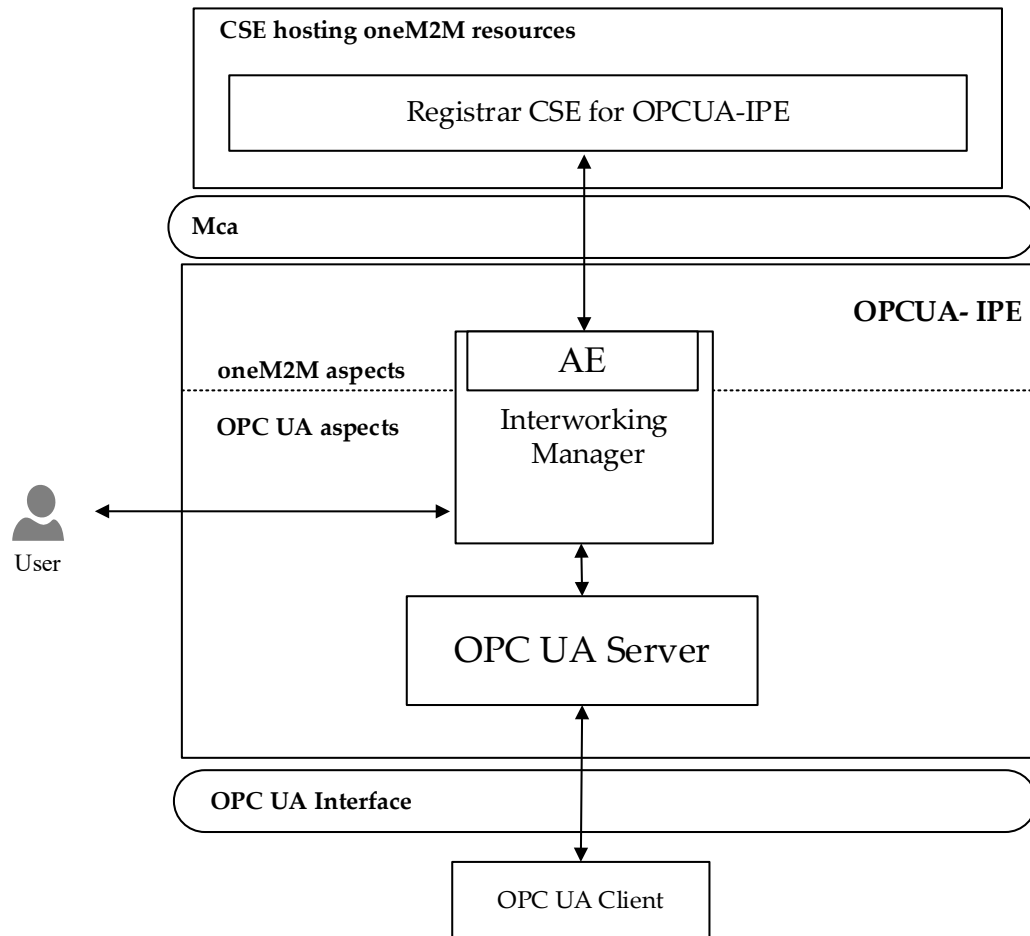 CSE hosting oneM2M resources
Registrar CSE for OPCUA-IPE
Mca
OPCUA- IPE
AE
oneM2M aspects
OPC UA aspects
Interworking
Manager
User
OPC UA Server
OPC UA Interface
OPC UA Client